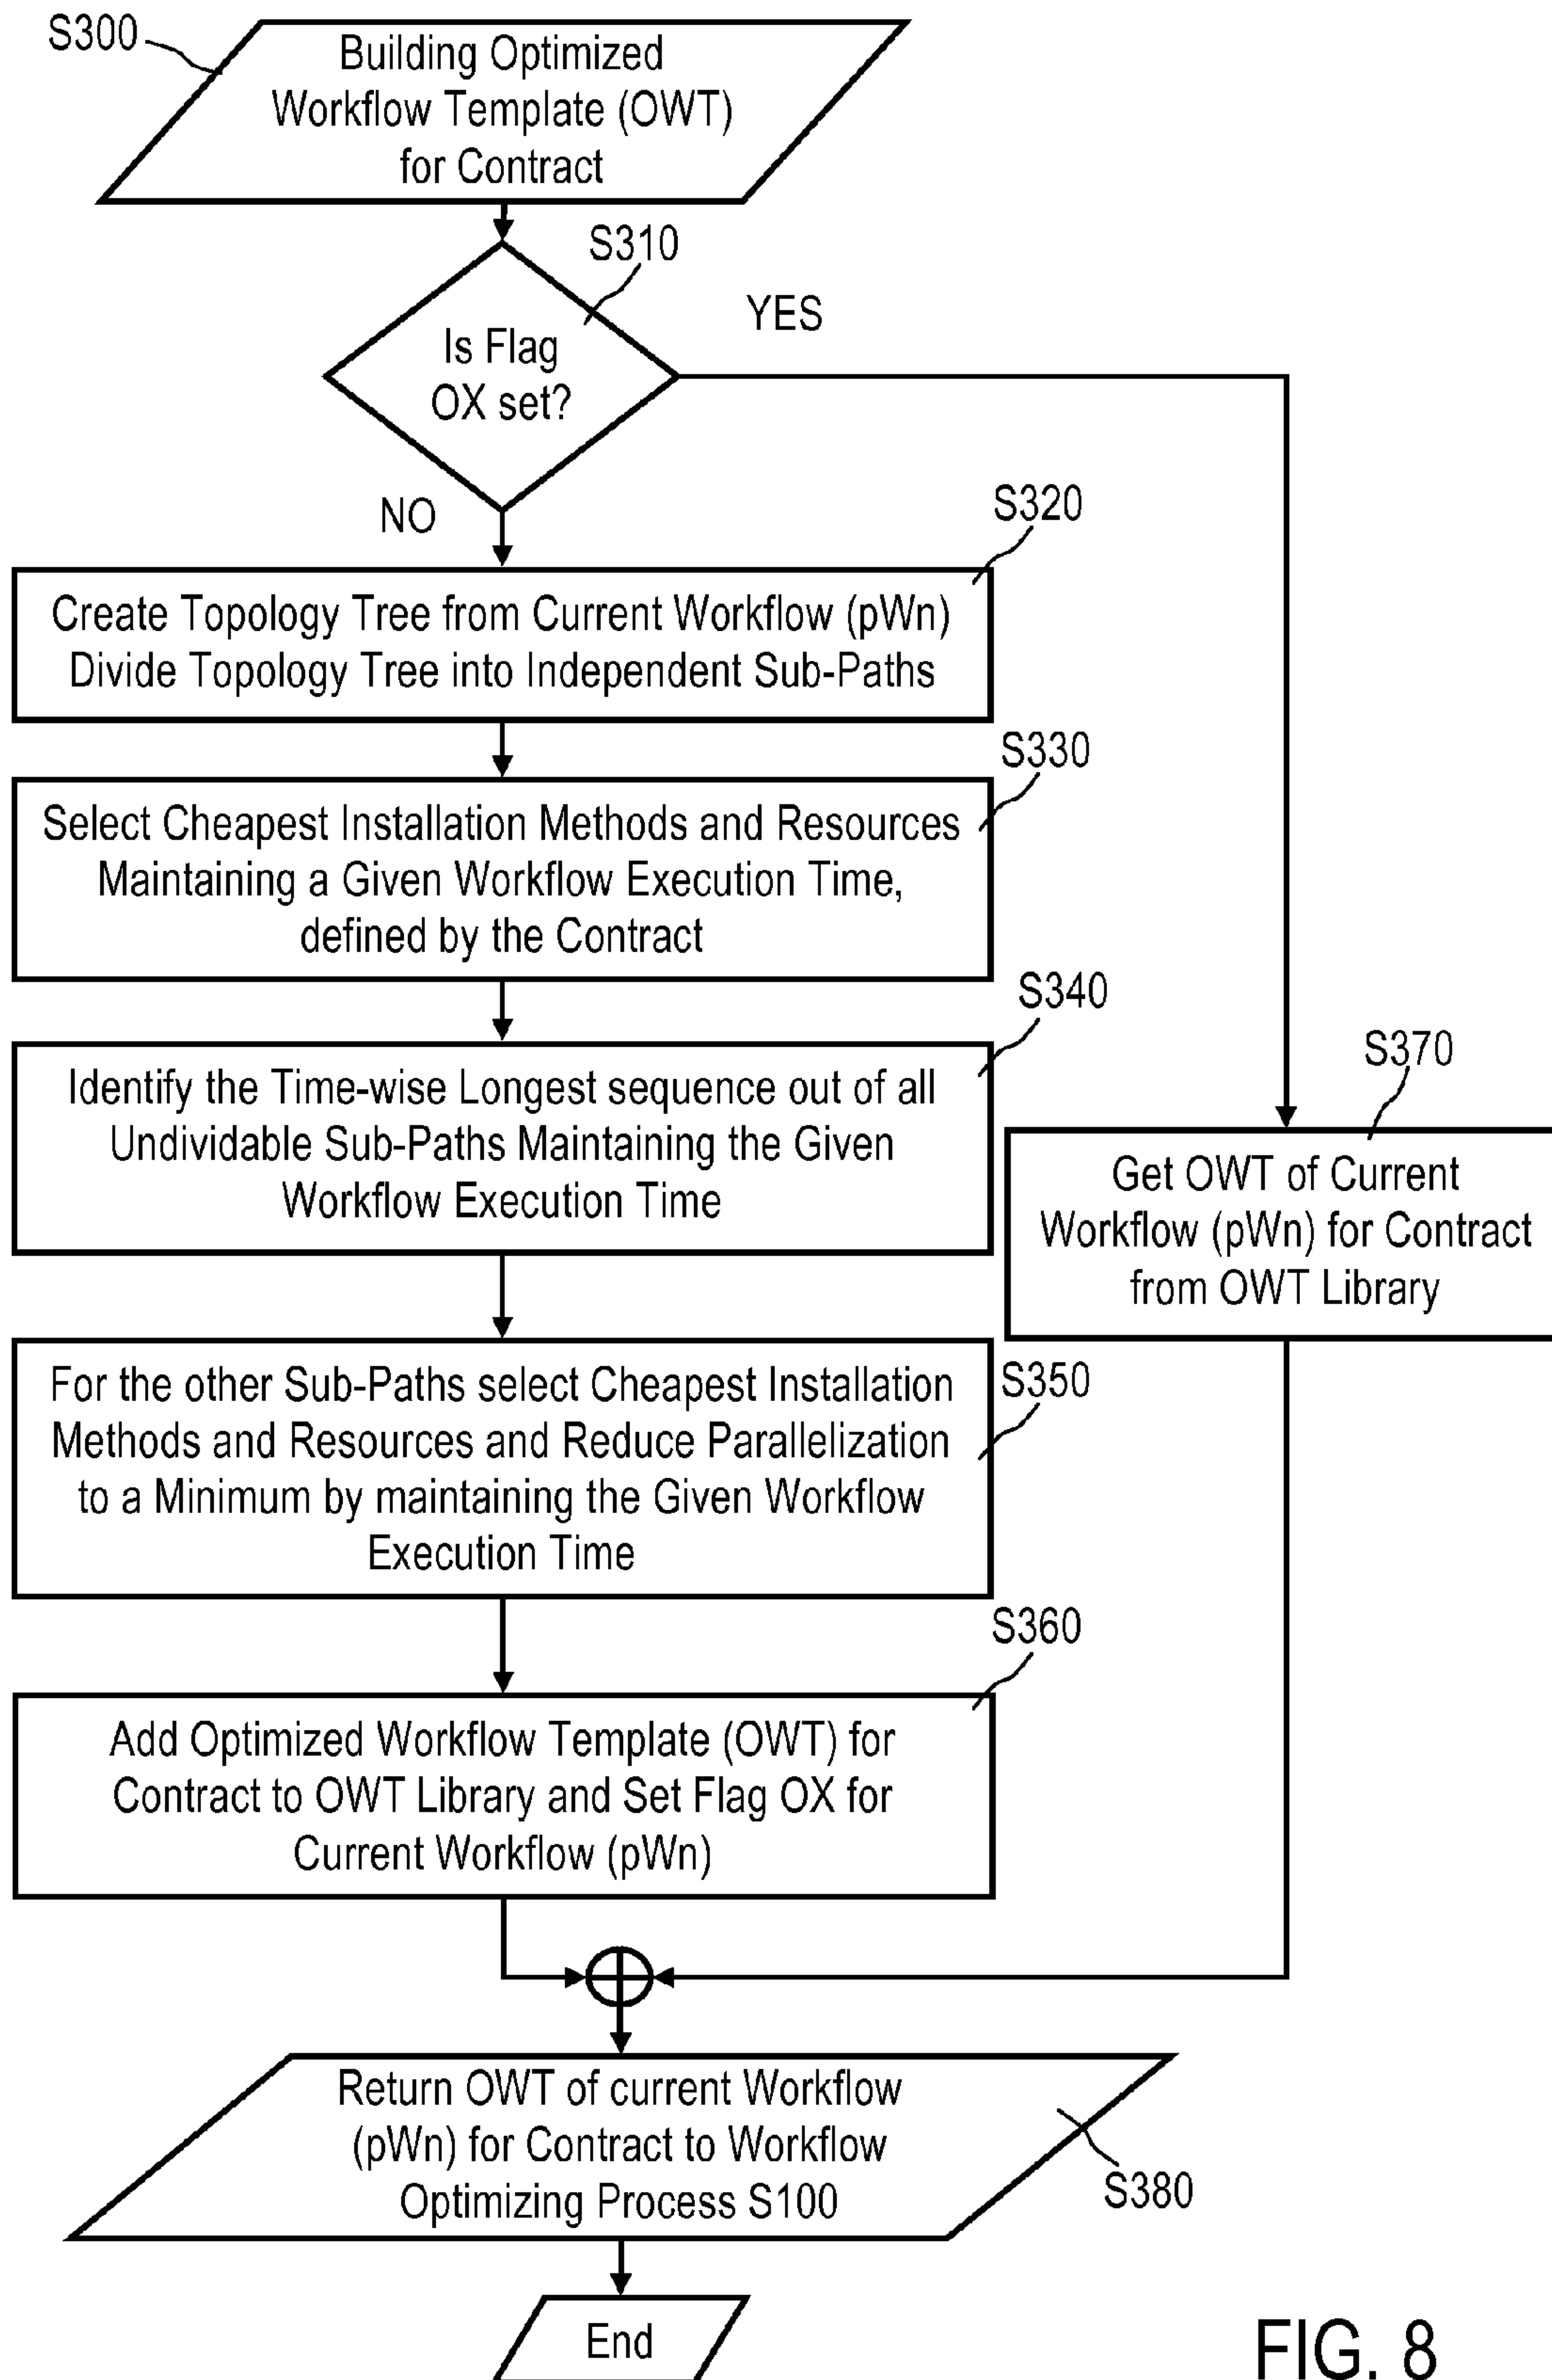 S300
Building Optimized
Workflow Template (OWT)
for Contract
S310
Is Flag
OX set?
YES
NO
S320
Create Topology Tree from Current Workflow (pWn)
Divide Topology Tree into Independent Sub-Paths
S330
Select Cheapest Installation Methods and Resources
Maintaining a Given Workflow Execution Time,
defined by the Contract
S340
Identify the Time-wise Longest sequence out of all
Undividable Sub-Paths Maintaining the Given
Workflow Execution Time
S370
Get OWT of Current
Workflow (pWn) for Contract
from OWT Library
S350
For the other Sub-Paths select Cheapest Installation
Methods and Resources and Reduce Parallelization
to a Minimum by maintaining the Given Workflow
Execution Time
S360
Add Optimized Workflow Template (OWT) for
Contract to OWT Library and Set Flag OX for
Current Workflow (pWn)
Return OWT of current Workflow
(pWn) for Contract to Workflow
Optimizing Process S100
S380
End
FIG. 8